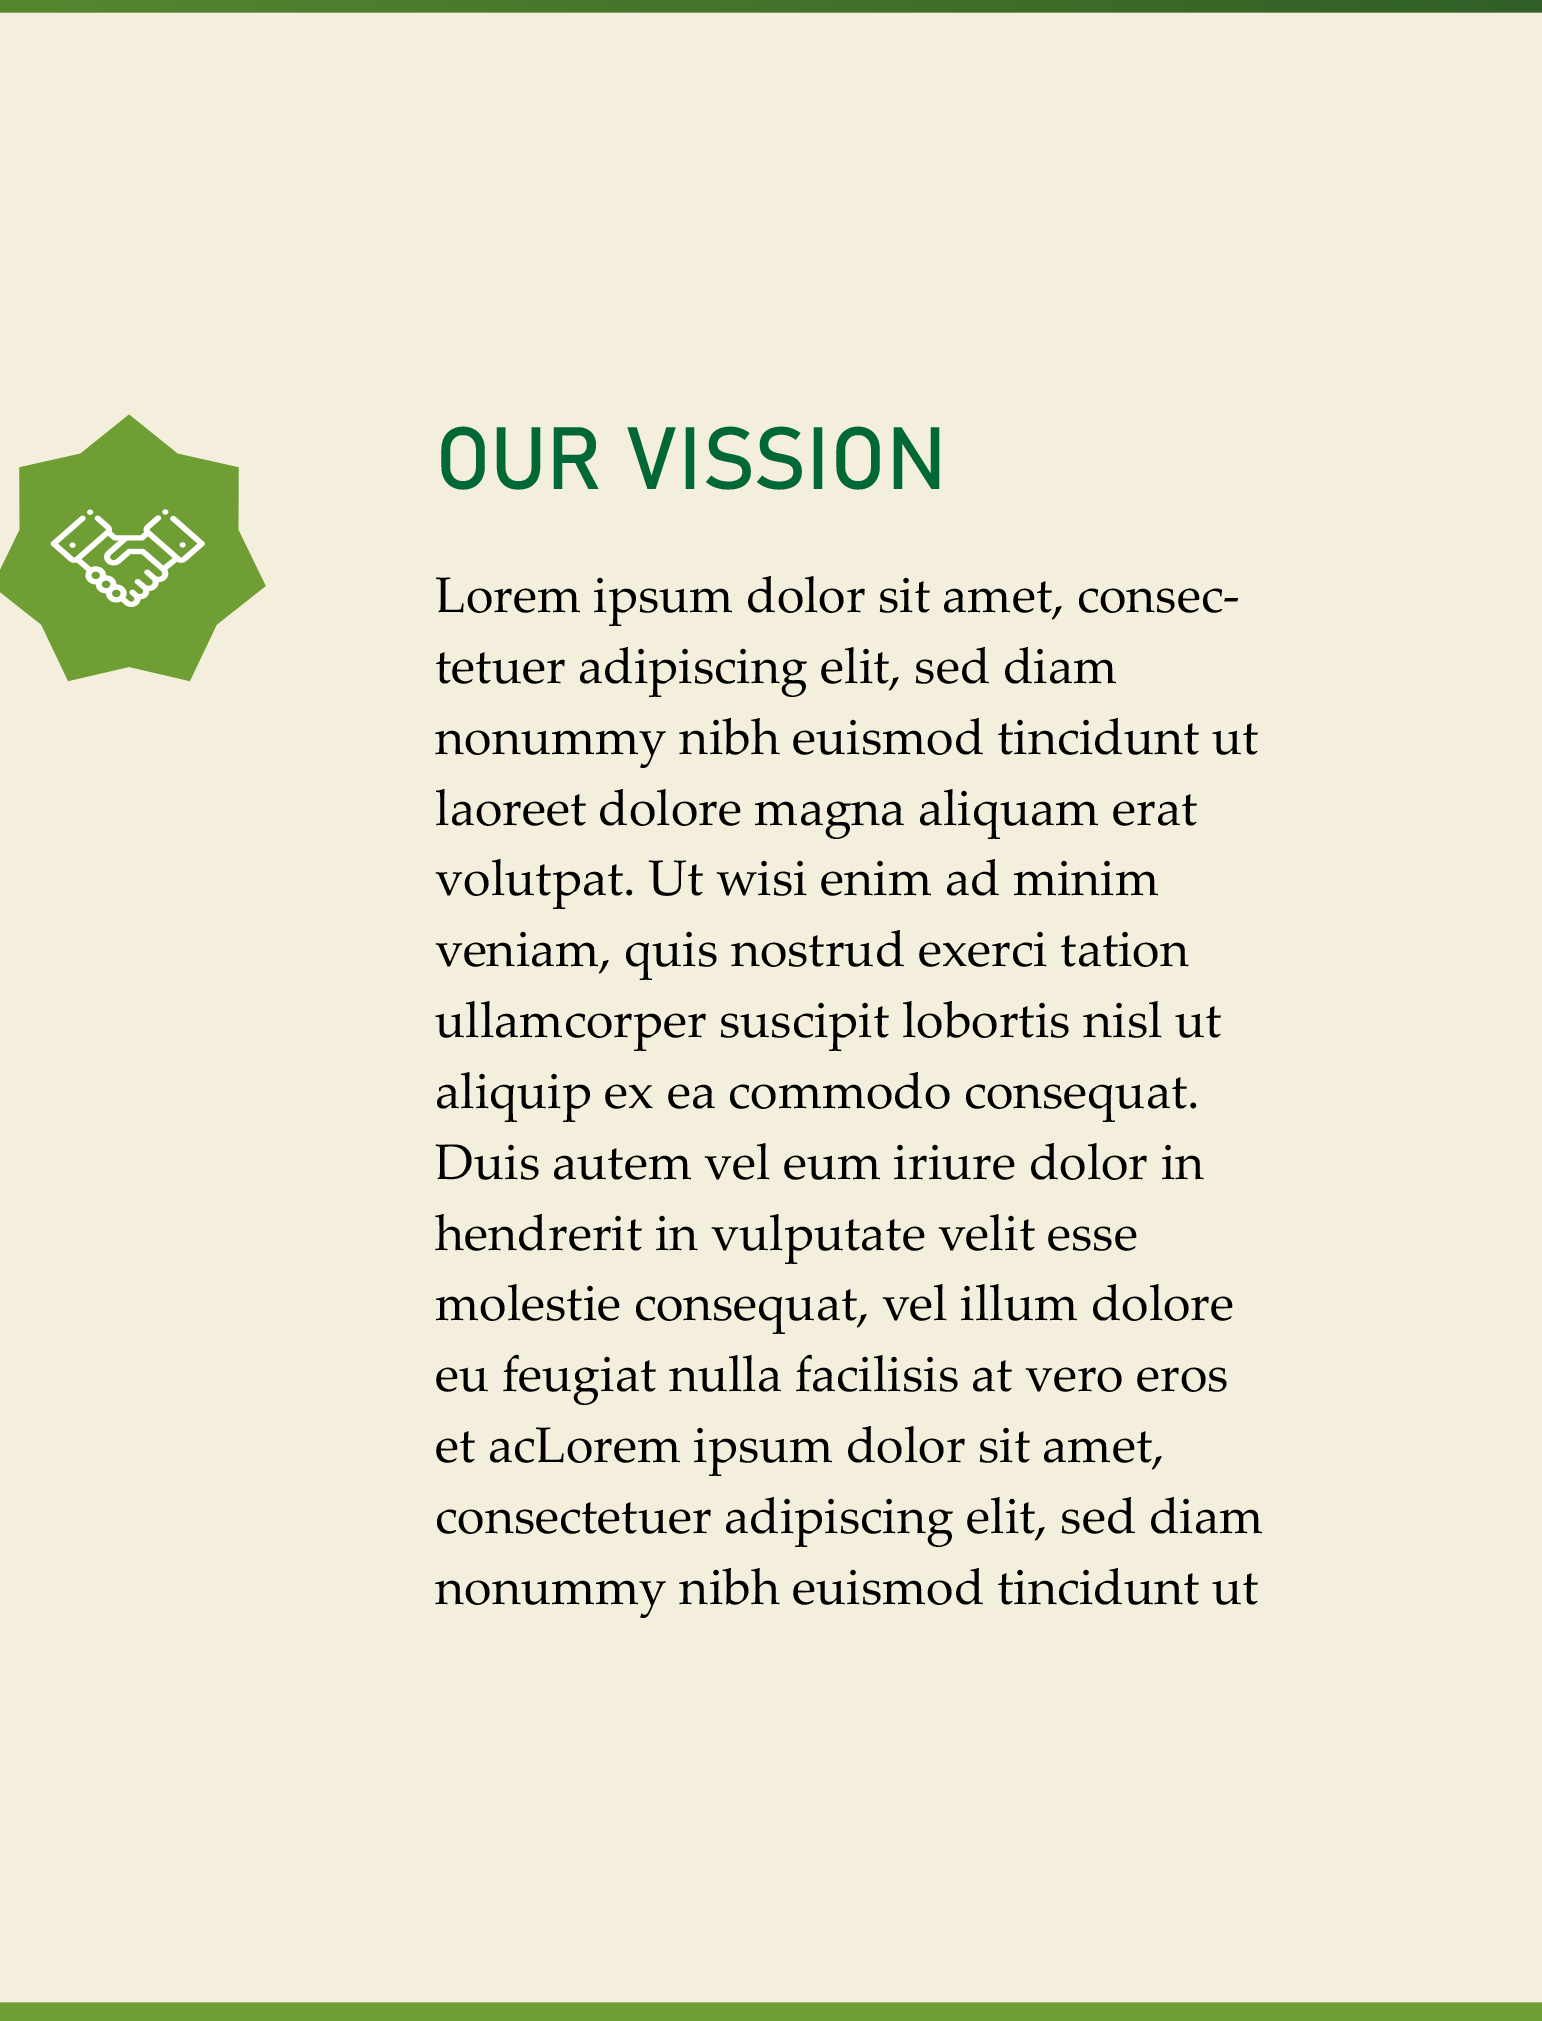 OUR VISSION
Lorem ipsum dolor sit amet, consec-
tetuer adipiscing elit, sed diam
nonummy nibh euismod tincidunt ut
laoreet dolore magna aliquam erat
volutpat. Ut wisi enim ad minim
veniam, quis nostrud exerci tation
ullamcorper suscipit lobortis nisl ut
aliquip ex ea commodo consequat.
Duis autem vel eum iriure dolor in
hendrerit in vulputate velit esse
molestie consequat, vel illum dolore
eu feugiat nulla facilisis at vero eros
et acLorem ipsum dolor sit amet,
consectetuer adipiscing elit, sed diam
nonummy nibh euismod tincidunt ut